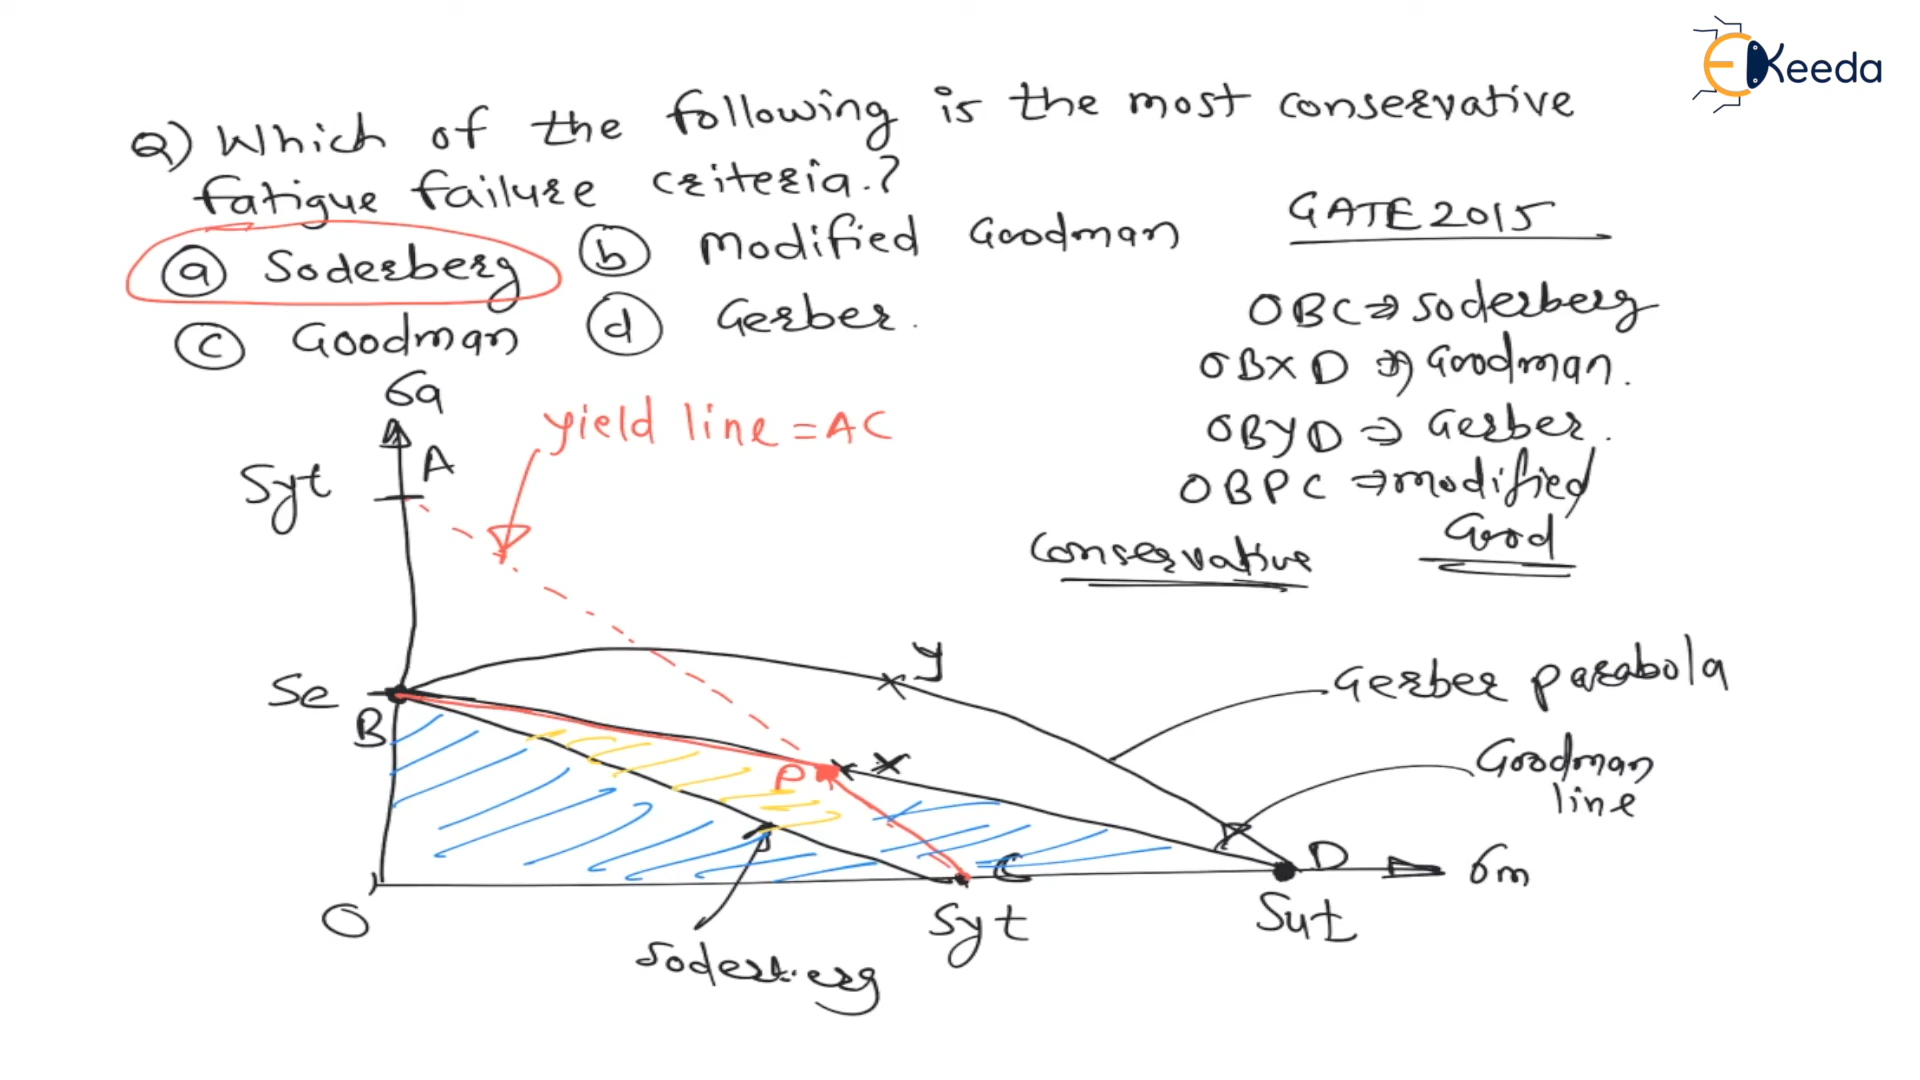 EKeeda
Q) Which of the following is the most conservative
fatigue failure criteria.?
GATE 2015
a Soderberg
b Modified Goodman
c Goodman
d Gerber.
OBC ⇒ Soderberg
OBXD ⇒ Goodman.
OBYD ⇒ Gerber.
OBPC ⇒ modified
Good
Conservative
σa
yield line = AC
Syt
A
y
Se
B
Gerber parabola
P
x
Goodman
line
C
D
σm
O
Syt
Sut
Soderberg